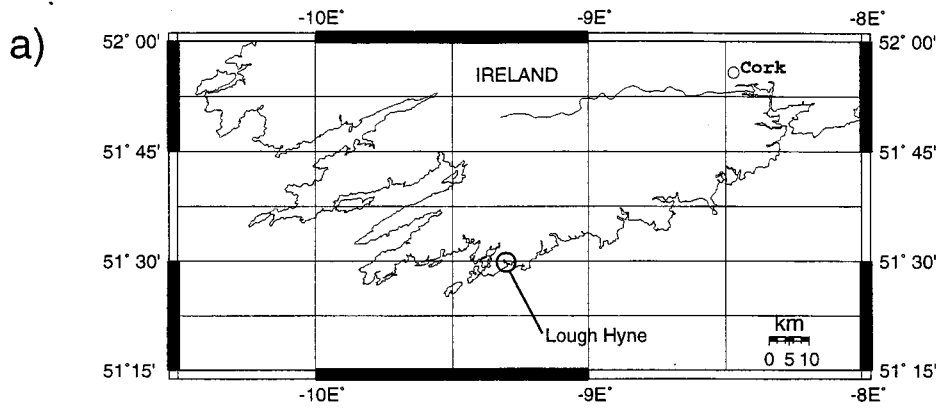 a)
-10E° -9E° -8E°
52° 00' 52° 00'
IRELAND
Cork
51° 45' 51° 45'
51° 30' 51° 30'
Lough Hyne
km
0 5 10
51° 15' 51° 15'
-10E° -9E° -8E°